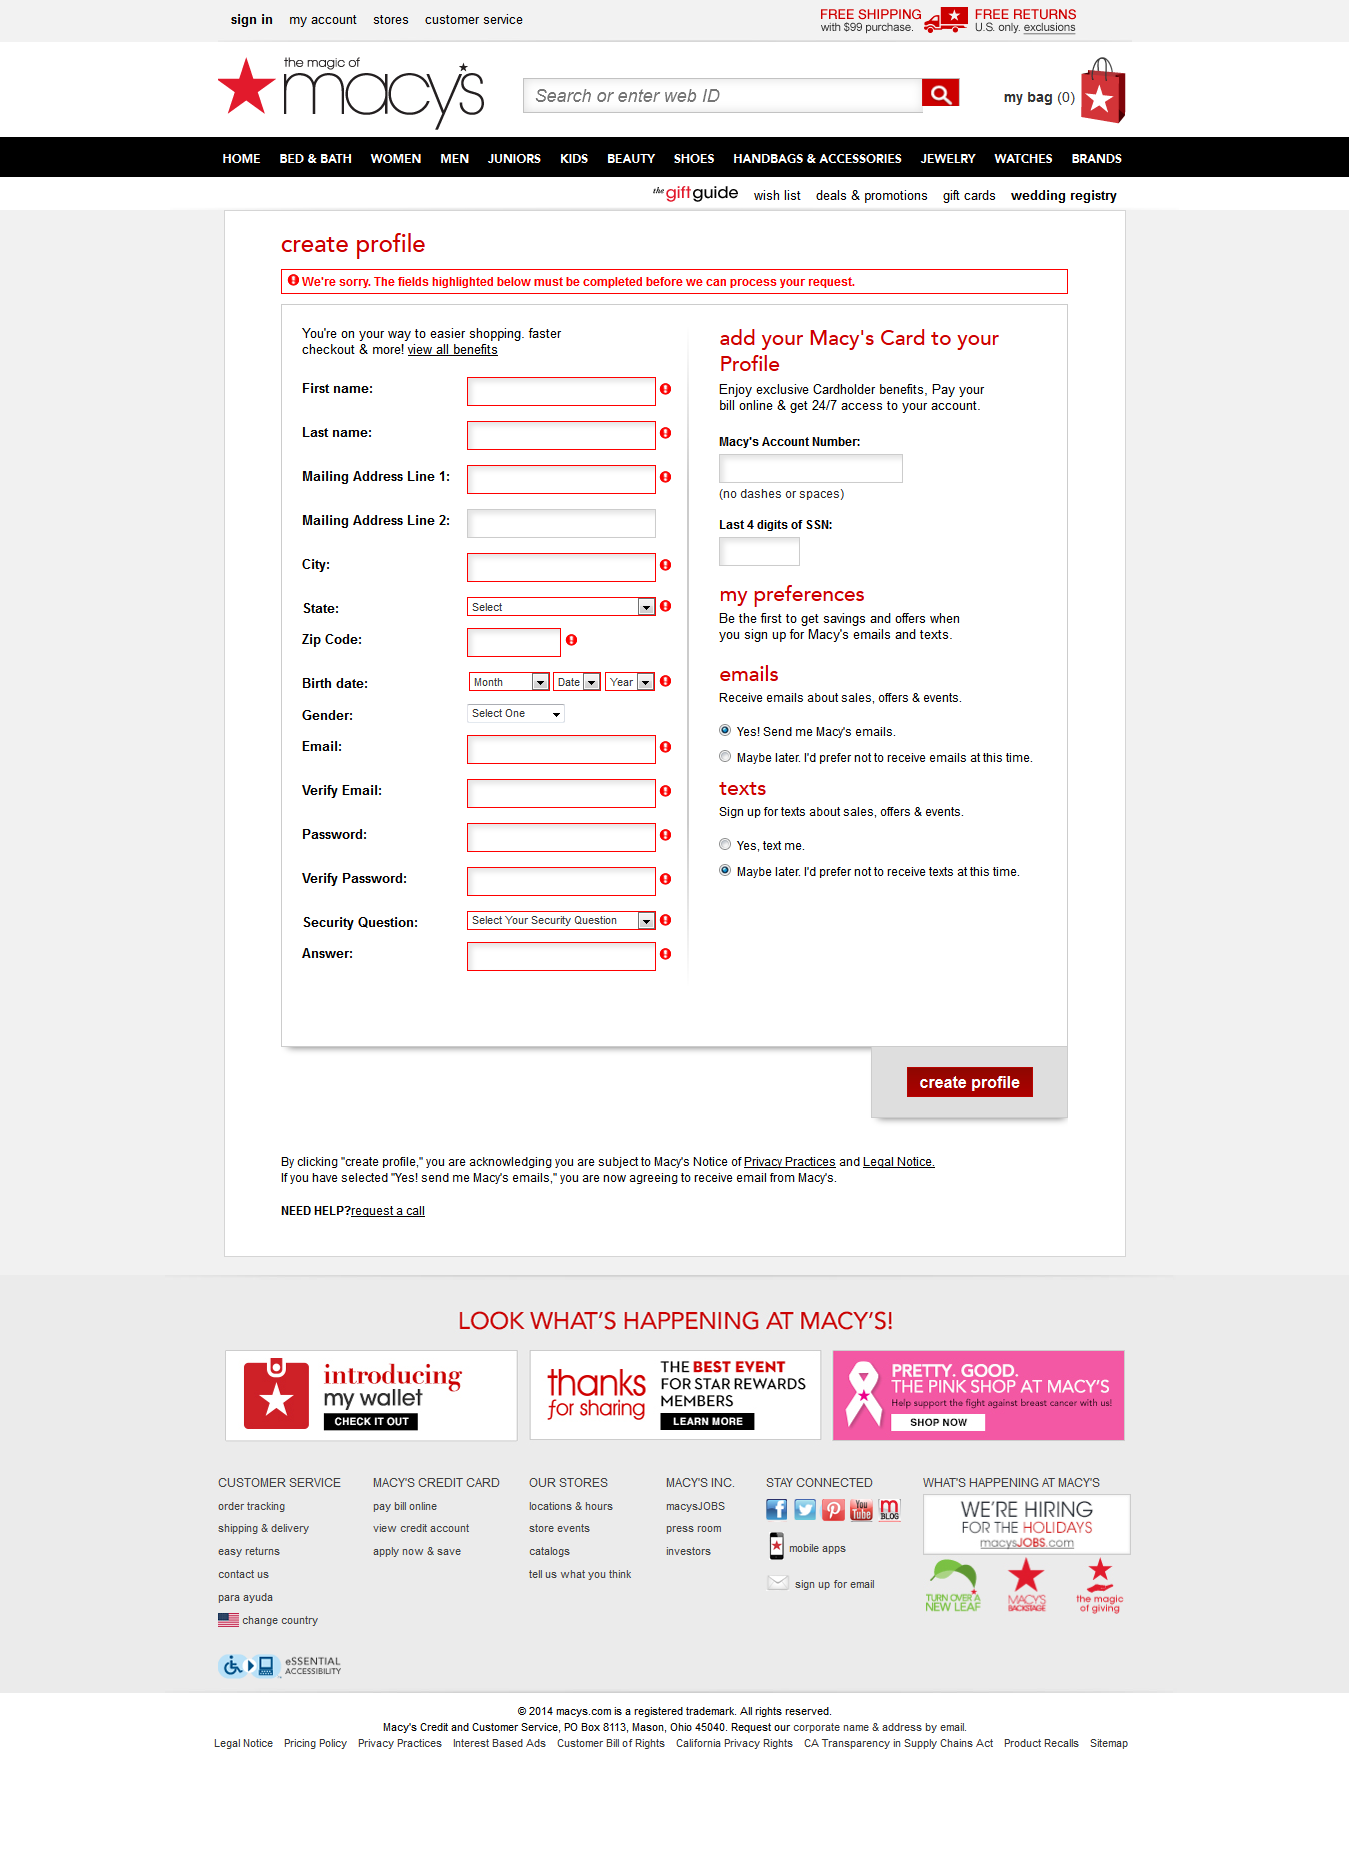 sign in my account stores customer service
FREE SHIPPING with $99 purchase. FREE RETURNS U.S. only. exclusions
the magic of
macy's
Search or enter web ID
my bag (0)
HOME BED & BATH WOMEN MEN JUNIORS KIDS BEAUTY SHOES HANDBAGS & ACCESSORIES JEWELRY WATCHES BRANDS
the gift guide wish list deals & promotions gift cards wedding registry
create profile
We're sorry. The fields highlighted below must be completed before we can process your request.
You're on your way to easier shopping. faster
checkout & more! view all benefits
First name:
Last name:
Mailing Address Line 1:
Mailing Address Line 2:
City:
State: Select
Zip Code:
Birth date: Month Date Year
Gender: Select One
Email:
Verify Email:
Password:
Verify Password:
Security Question: Select Your Security Question
Answer:
add your Macy's Card to your
Profile
Enjoy exclusive Cardholder benefits, Pay your
bill online & get 24/7 access to your account.
Macy's Account Number:
(no dashes or spaces)
Last 4 digits of SSN:
my preferences
Be the first to get savings and offers when
you sign up for Macy's emails and texts.
emails
Receive emails about sales, offers & events.
Yes! Send me Macy's emails.
Maybe later. I'd prefer not to receive emails at this time.
texts
Sign up for texts about sales, offers & events.
Yes, text me.
Maybe later. I'd prefer not to receive texts at this time.
create profile
By clicking "create profile," you are acknowledging you are subject to Macy's Notice of Privacy Practices and Legal Notice.
If you have selected "Yes! send me Macy's emails," you are now agreeing to receive email from Macy's.
NEED HELP?request a call
LOOK WHAT'S HAPPENING AT MACY'S!
introducing
my wallet
CHECK IT OUT
thanks
for sharing
THE BEST EVENT
FOR STAR REWARDS
MEMBERS
LEARN MORE
PRETTY. GOOD.
THE PINK SHOP AT MACY'S
Help support the fight against breast cancer with us!
SHOP NOW
CUSTOMER SERVICE
order tracking
shipping & delivery
easy returns
contact us
para ayuda
change country
eSSENTIAL
ACCESSIBILITY
MACY'S CREDIT CARD
pay bill online
view credit account
apply now & save
OUR STORES
locations & hours
store events
catalogs
tell us what you think
MACY'S INC.
macysJOBS
press room
investors
STAY CONNECTED
f
You
Tube
m
BLOG
mobile apps
sign up for email
WHAT'S HAPPENING AT MACY'S
WE'RE HIRING
FOR THE HOLIDAYS
macysJOBS.com
TURN OVER A
NEW LEAF
MACY'S
BACKSTAGE
the magic
of giving
© 2014 macys.com is a registered trademark. All rights reserved.
Macy's Credit and Customer Service, PO Box 8113, Mason, Ohio 45040. Request our corporate name & address by email.
Legal Notice Pricing Policy Privacy Practices Interest Based Ads Customer Bill of Rights California Privacy Rights CA Transparency in Supply Chains Act Product Recalls Sitemap